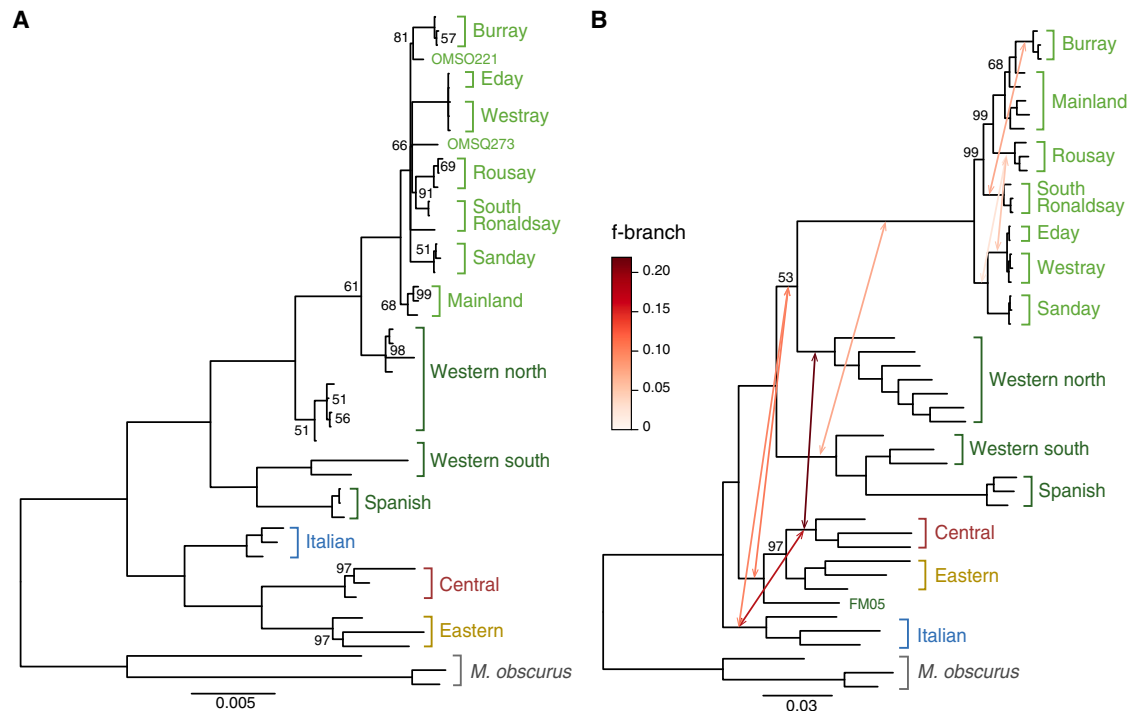 A
81
57
Burray
OMSO221
Eday
Westray
66
OMSQ273
69
Rousay
91
South
Ronaldsay
51
Sanday
61
99
Mainland
68
98
Western north
51
56
51
Western south
Spanish
Italian
97
Central
97
Eastern
M. obscurus
0.005
B
Burray
68
Mainland
99
99
Rousay
South
Ronaldsay
Eday
Westray
Sanday
f-branch
0.20
0.15
0.10
0.05
0
53
Western north
Western south
Spanish
Central
97
Eastern
FM05
Italian
M. obscurus
0.03